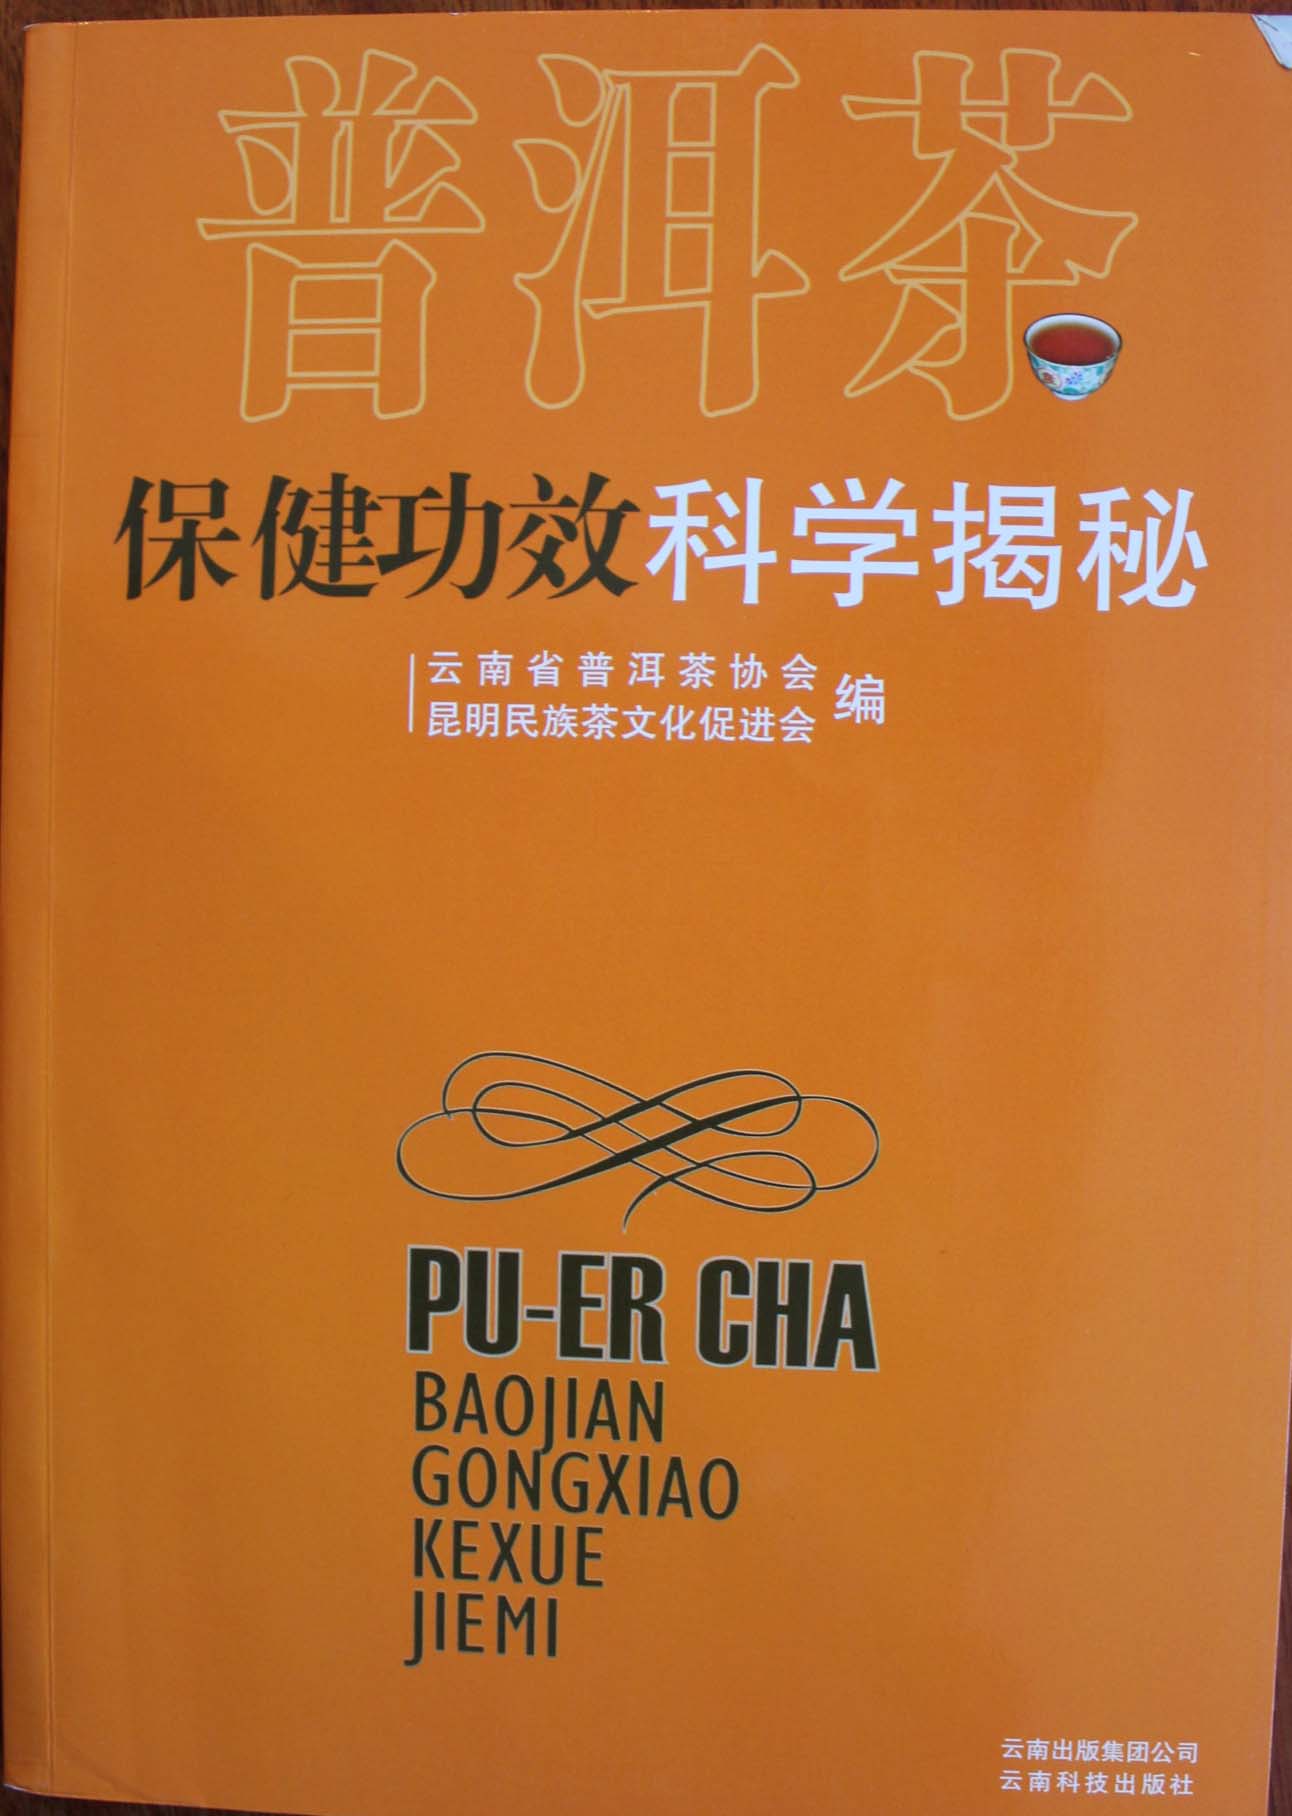 普洱茶
保健功效科学揭秘
云南省普洱茶协会
昆明民族茶文化促进会
编
PU-ER CHA
BAOJIAN
GONGXIAO
KEXUE
JIEMI
云南出版集团公司
云南科技出版社